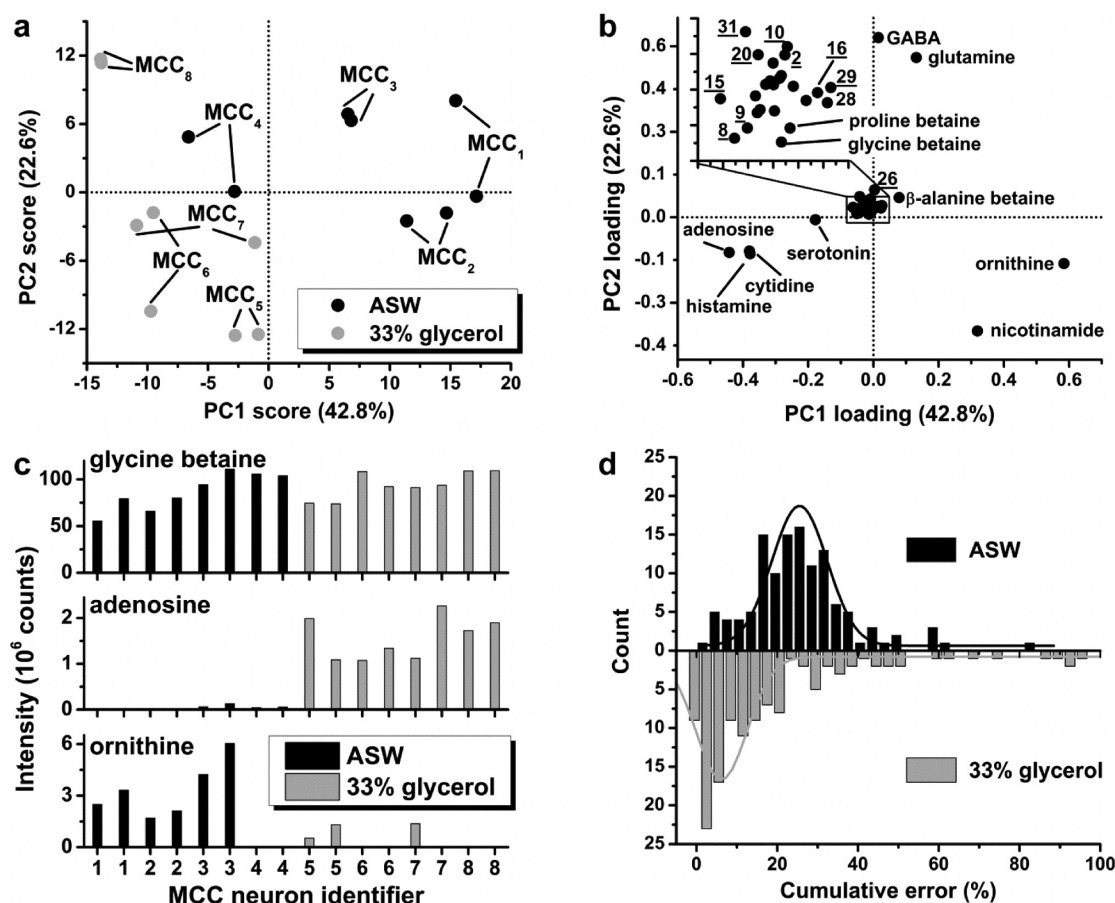 a
12
6
0
-6
-12
PC2 score (22.6%)
-15 -10 -5 0 5 10 15 20
PC1 score (42.8%)
MCC8
MCC3
MCC4
MCC1
MCC7
MCC2
MCC6
MCC5
ASW
33% glycerol
b
0.6
0.4
0.3
0.1
0.0
-0.1
-0.3
-0.4
PC2 loading (22.6%)
-0.6 -0.4 -0.2 0.0 0.2 0.4 0.6
PC1 loading (42.8%)
31
10
GABA
glutamine
20
2
16
15
29
28
9
8
proline betaine
glycine betaine
26
β-alanine betaine
adenosine
serotonin
ornithine
cytidine
histamine
nicotinamide
c
glycine betaine
100
50
0
adenosine
2
1
0
ornithine
6
3
0
Intensity (10⁶ counts)
ASW
33% glycerol
1 1 2 2 3 3 4 4 5 5 6 6 7 7 8 8
MCC neuron identifier
d
25
20
15
10
5
0
5
10
15
20
25
Count
ASW
33% glycerol
0 20 40 60 80 100
Cumulative error (%)